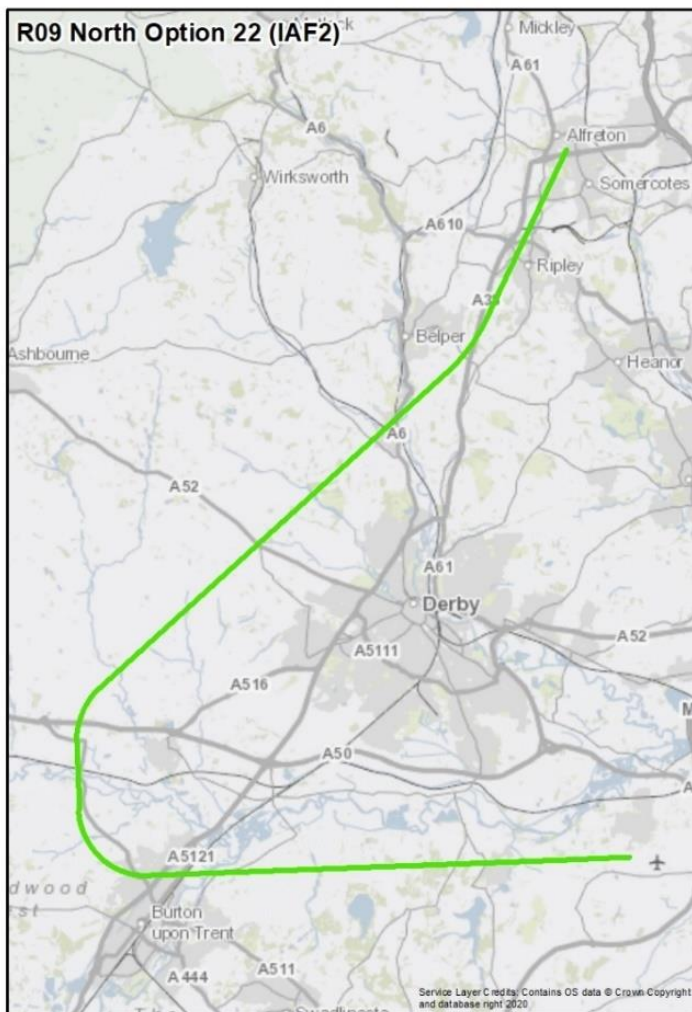 R09 North Option 22 (IAF2)
Mickley
A61
A6
Alfreton
Wirksworth
Somercotes
A610
Ripley
A38
Belper
Ashbourne
Heanor
A6
A52
A61
Derby
A52
A5111
A516
A50
A5121
Burton
upon Trent
A444
A511
Service Layer Credits: Contains OS data © Crown Copyright
and database right 2020